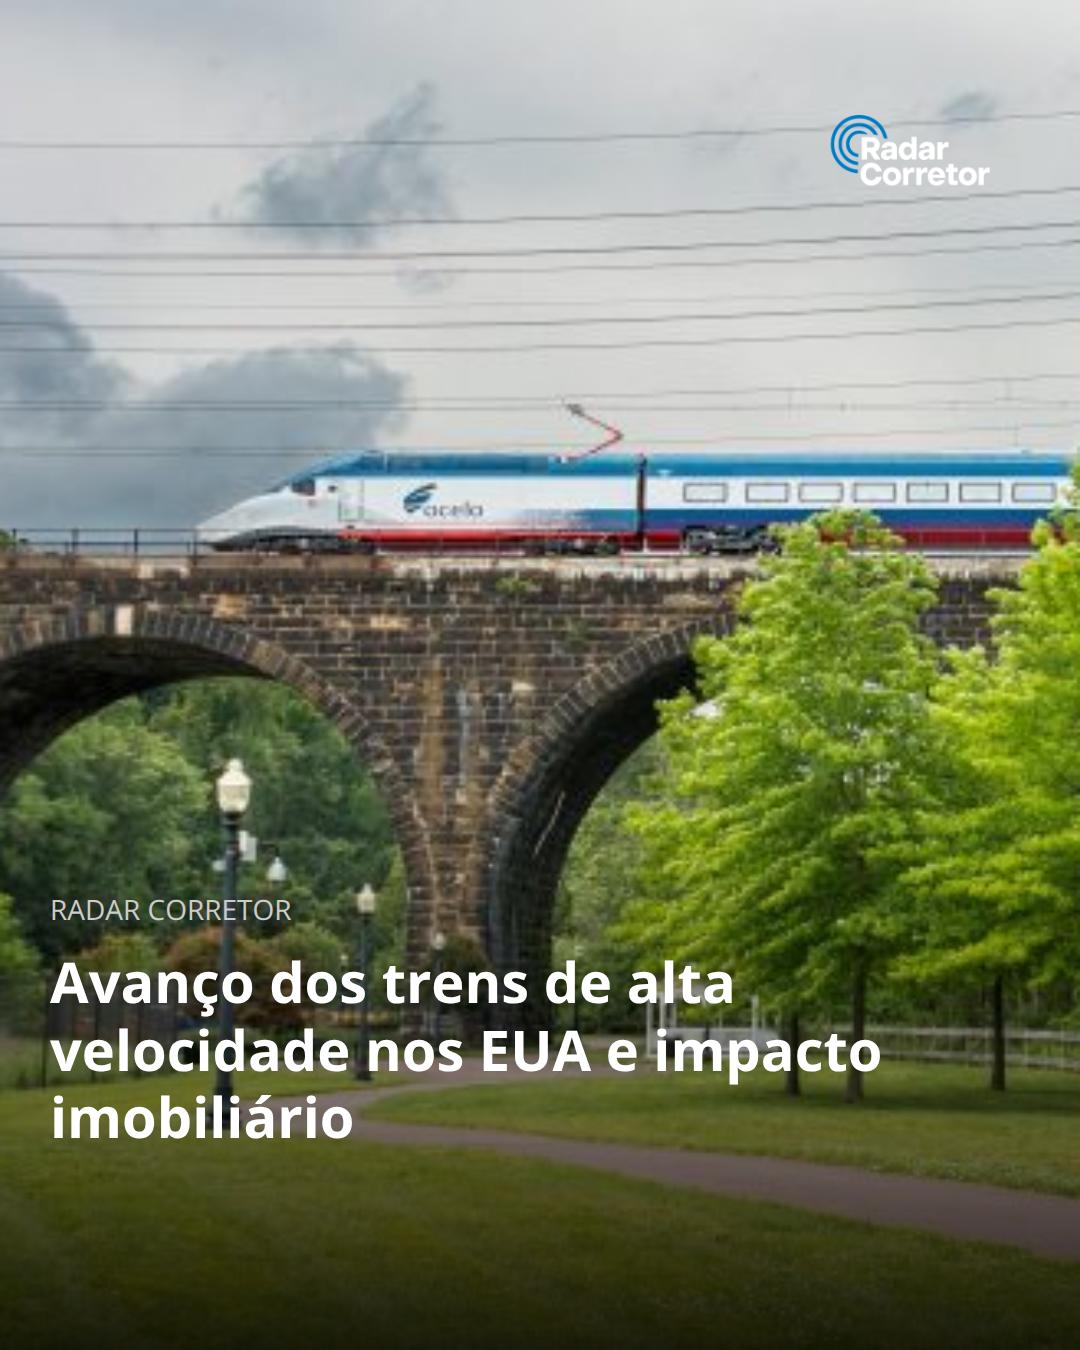 Radar
Corretor
acela
RADAR CORRETOR
Avanço dos trens de alta
velocidade nos EUA e impacto
imobiliário